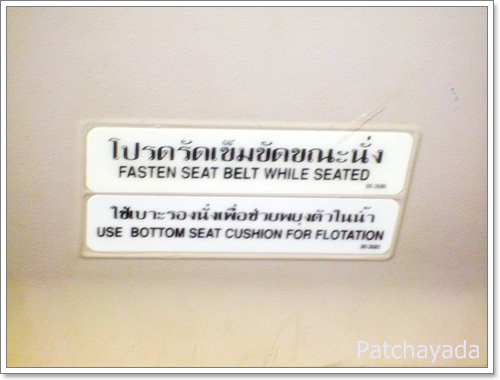 โปรดรัดเข็มขัดขณะนั่ง
FASTEN SEAT BELT WHILE SEATED
ใช้เบาะรองนั่งเพื่อช่วยพยุงตัวในน้ำ
USE BOTTOM SEAT CUSHION FOR FLOTATION
Patchayada